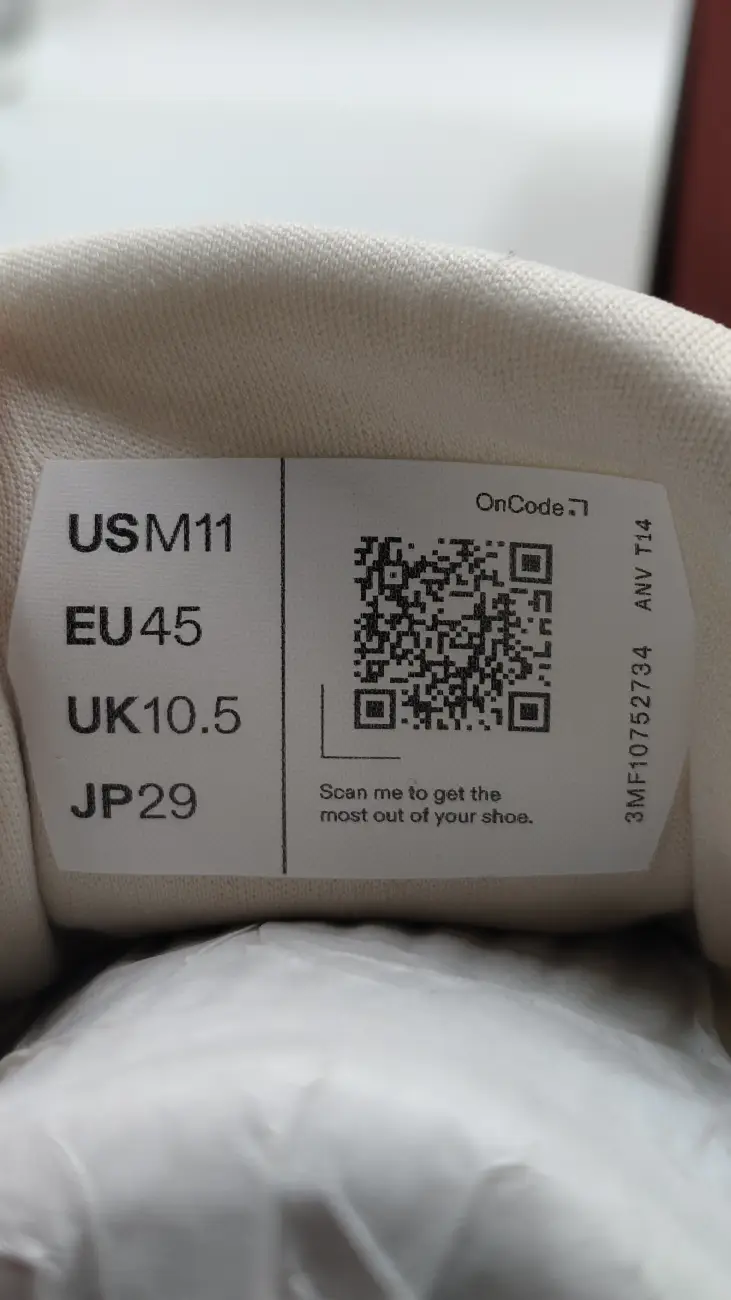 USM11
EU45
UK10.5
JP29
OnCode
Scan me to get the
most out of your shoe.
3MF10752734 ANV T14